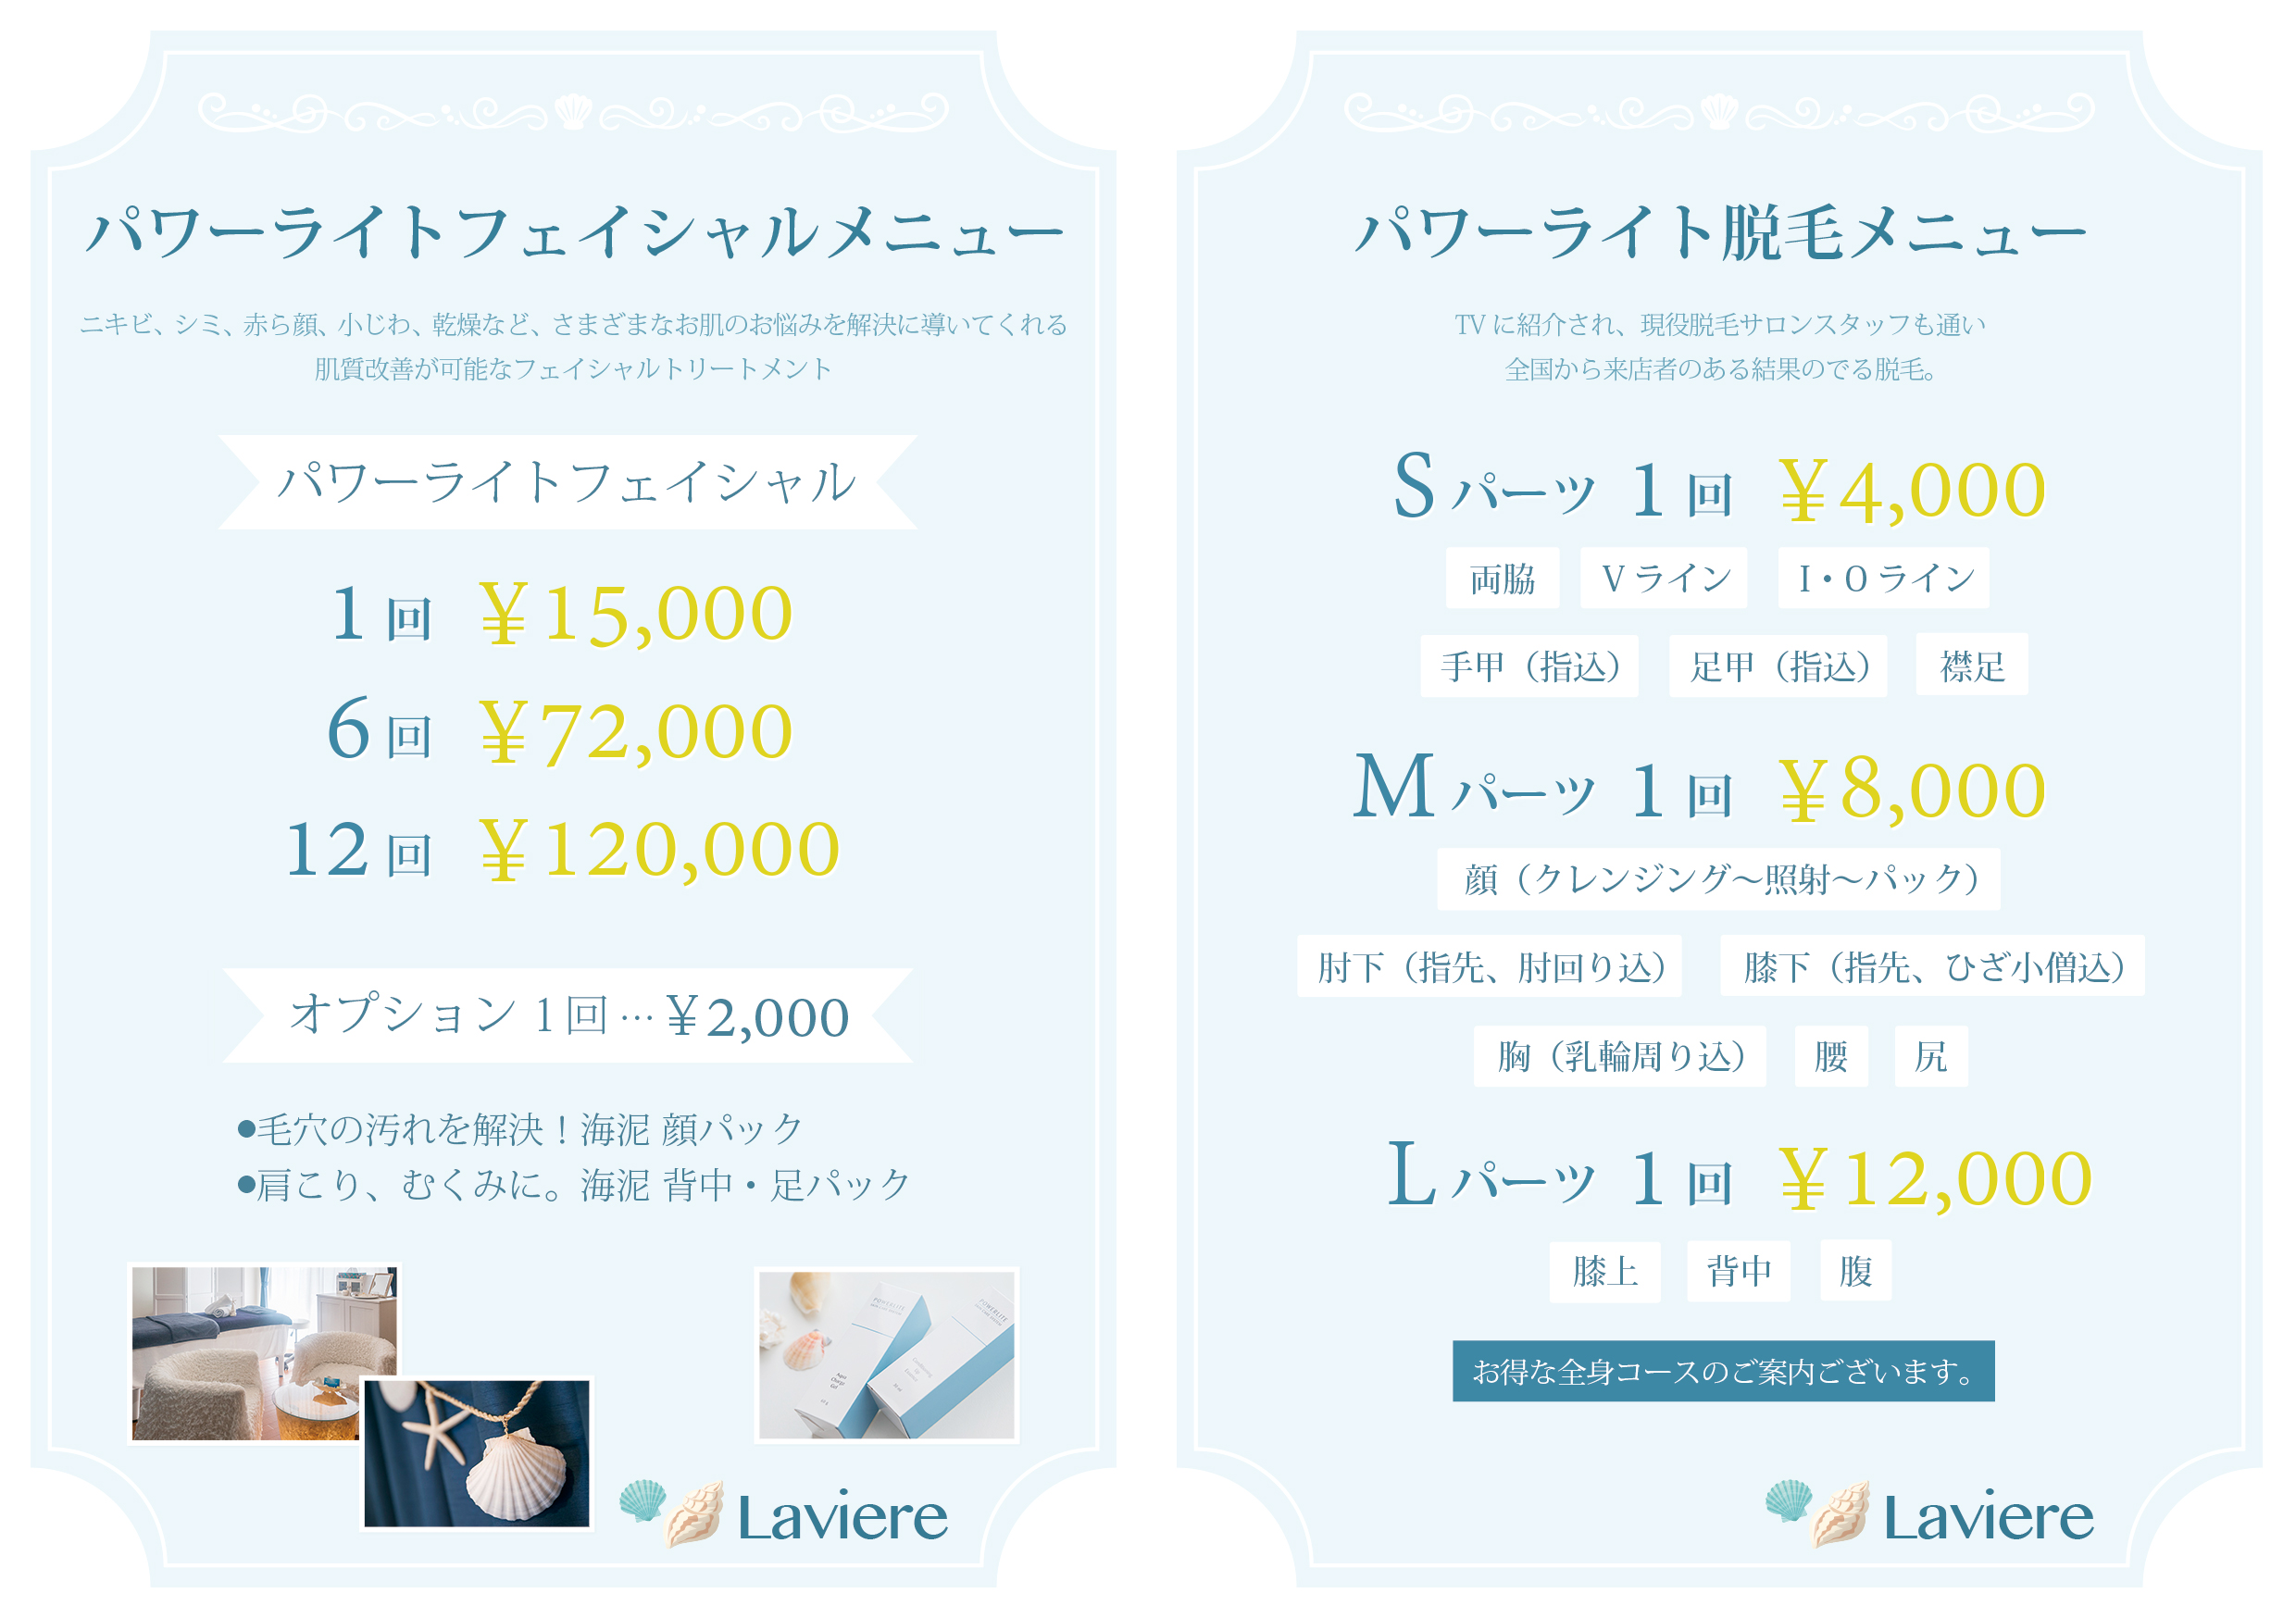 パワーライトフェイシャルメニュー
ニキビ、シミ、赤ら顔、小じわ、乾燥など、さまざまなお肌のお悩みを解決に導いてくれる
肌質改善が可能なフェイシャルトリートメント
パワーライトフェイシャル
1回 ¥15,000
6回 ¥72,000
12回 ¥120,000
オプション1回…¥2,000
●毛穴の汚れを解決！海泥 顔パック
●肩こり、むくみに。海泥 背中・足パック
POWERLITE
POWERLITE
Laviere
パワーライト脱毛メニュー
TVに紹介され、現役脱毛サロンスタッフも通い
全国から来店者のある結果のでる脱毛。
Sパーツ 1回 ¥4,000
両脇 Vライン I・Oライン
手甲（指込） 足甲（指込） 襟足
Mパーツ 1回 ¥8,000
顔（クレンジング〜照射〜パック）
肘下（指先、肘回り込） 膝下（指先、ひざ小僧込）
胸（乳輪周り込） 腰 尻
Lパーツ 1回 ¥12,000
膝上 背中 腹
お得な全身コースのご案内ございます。
Laviere